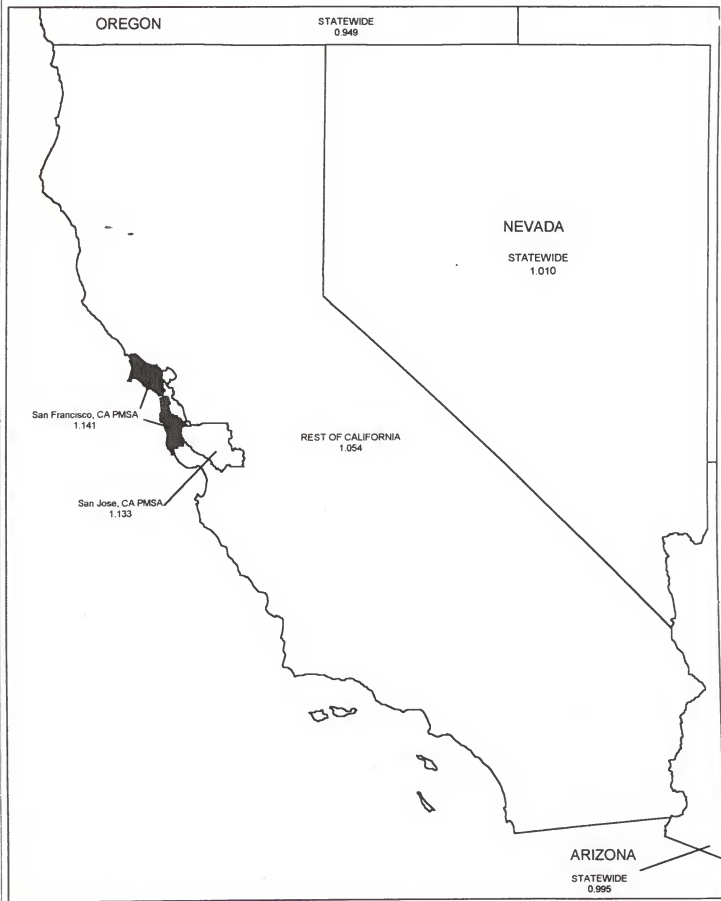 OREGON
STATEWIDE
0.949
NEVADA
STATEWIDE
1.010
San Francisco, CA PMSA
1.141
REST OF CALIFORNIA
1.054
San Jose, CA PMSA
1.133
ARIZONA
STATEWIDE
0.995